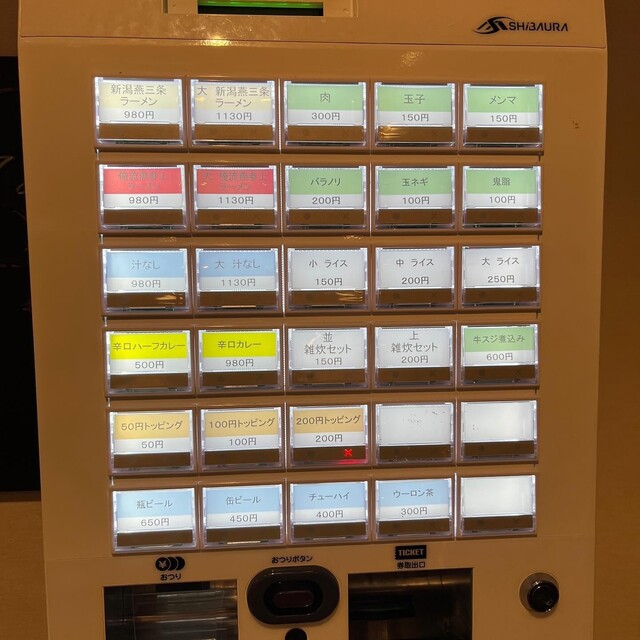 SHIBAURA
新潟燕三条
ラーメン
980円
大 新潟燕三条
ラーメン
1130円
肉
300円
玉子
150円
メンマ
150円
980円
1130円
バラノリ
200円
玉ネギ
100円
鬼脂
100円
汁なし
980円
大 汁なし
1130円
小 ライス
150円
中 ライス
200円
大 ライス
250円
辛口ハーフカレー
500円
辛口カレー
980円
並
雑炊セット
150円
上
雑炊セット
200円
牛スジ煮込み
600円
50円トッピング
50円
100円トッピング
100円
200円トッピング
200円
瓶ビール
650円
缶ビール
450円
チューハイ
400円
ウーロン茶
300円
おつり
おつりボタン
TICKET
券取出口